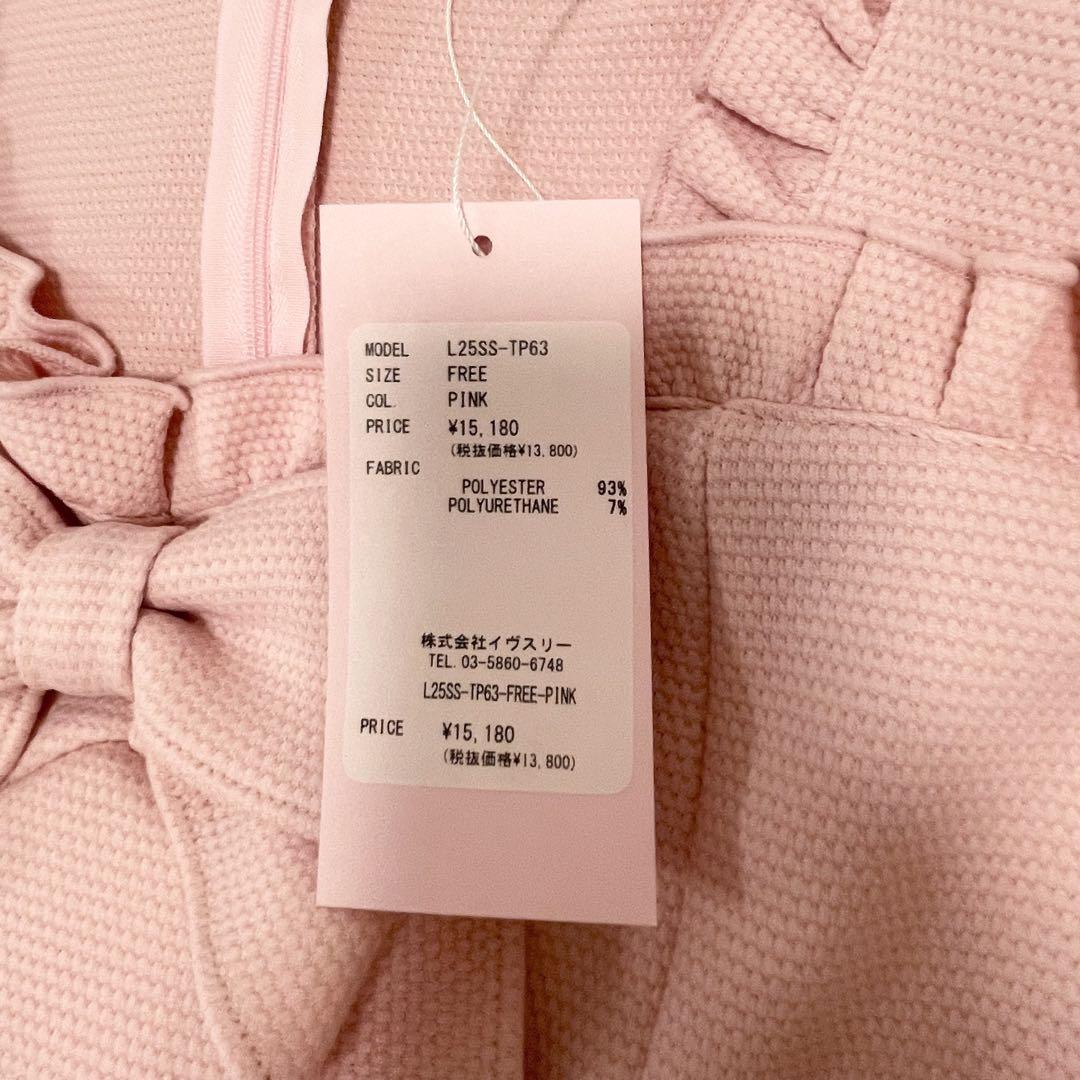 MODEL L25SS-TP63
SIZE FREE
COL. PINK
PRICE ¥15,180
(税抜価格¥13,800)
FABRIC
POLYESTER 93%
POLYURETHANE 7%
株式会社イヴスリー
TEL. 03-5860-6748
L25SS-TP63-FREE-PINK
PRICE ¥15,180
(税抜価格¥13,800)